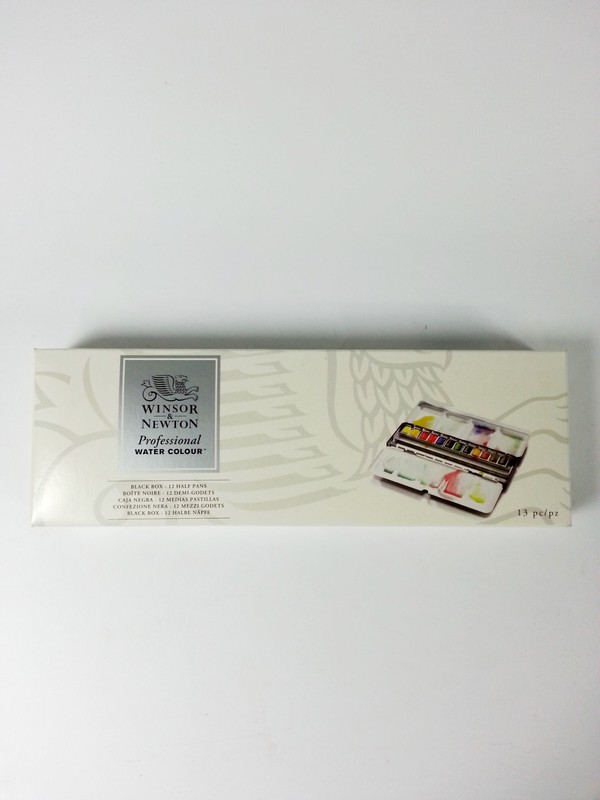 WINSOR
&
NEWTON
Professional
WATER COLOUR™
BLACK BOX - 12 HALF PANS
BOÎTE NOIRE - 12 DEMI-GODETS
CAJA NEGRA - 12 MEDIAS PASTILLAS
CONFEZIONE NERA - 12 MEZZI GODETS
BLACK BOX - 12 HALBE NÄPFE
13 pc/pz